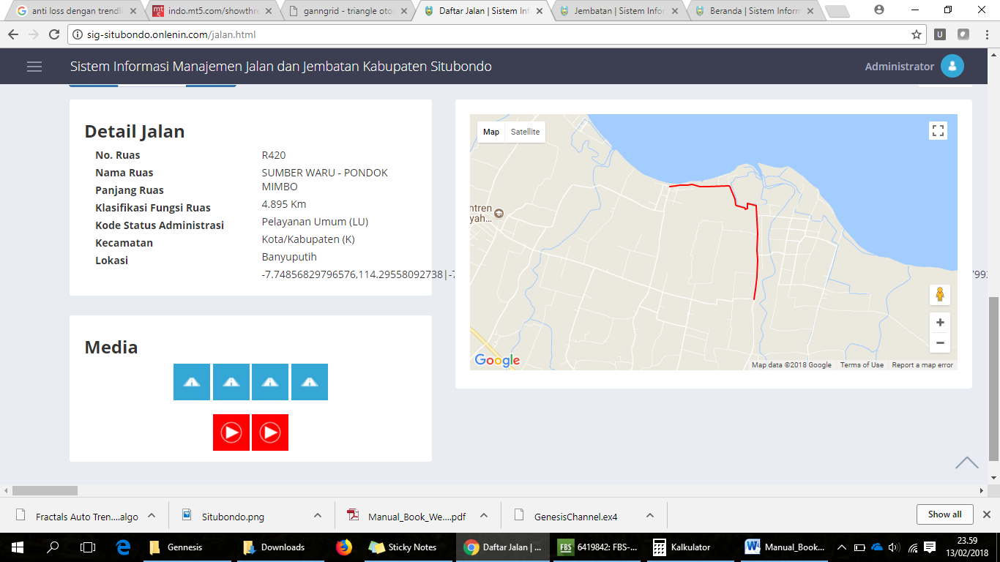 anti loss dengan trendli
indo.mt5.com/showthre
ganngrid - triangle otor
Daftar Jalan | Sistem Inf
Jembatan | Sistem Infor
Beranda | Sistem Inform
sig-situbondo.onlenin.com/jalan.html
Sistem Informasi Manajemen Jalan dan Jembatan Kabupaten Situbondo
Administrator
Detail Jalan
No. Ruas
R420
Nama Ruas
SUMBER WARU - PONDOK
MIMBO
Panjang Ruas
4.895 Km
Klasifikasi Fungsi Ruas
Pelayanan Umum (LU)
Kode Status Administrasi
Kota/Kabupaten (K)
Kecamatan
Banyuputih
Lokasi
-7.74856829796576,114.29558092738|-7
7993
Map
Satellite
ntren
yah...
Google
Map data ©2018 Google
Terms of Use
Report a map error
Media
Fractals Auto Tren....algo
Situbondo.png
Manual_Book_We....pdf
GenesisChannel.ex4
Show all
Gennesis
Downloads
Sticky Notes
Daftar Jalan | ...
FBS
6419842: FBS-...
Kalkulator
Manual_Book...
23.59
13/02/2018